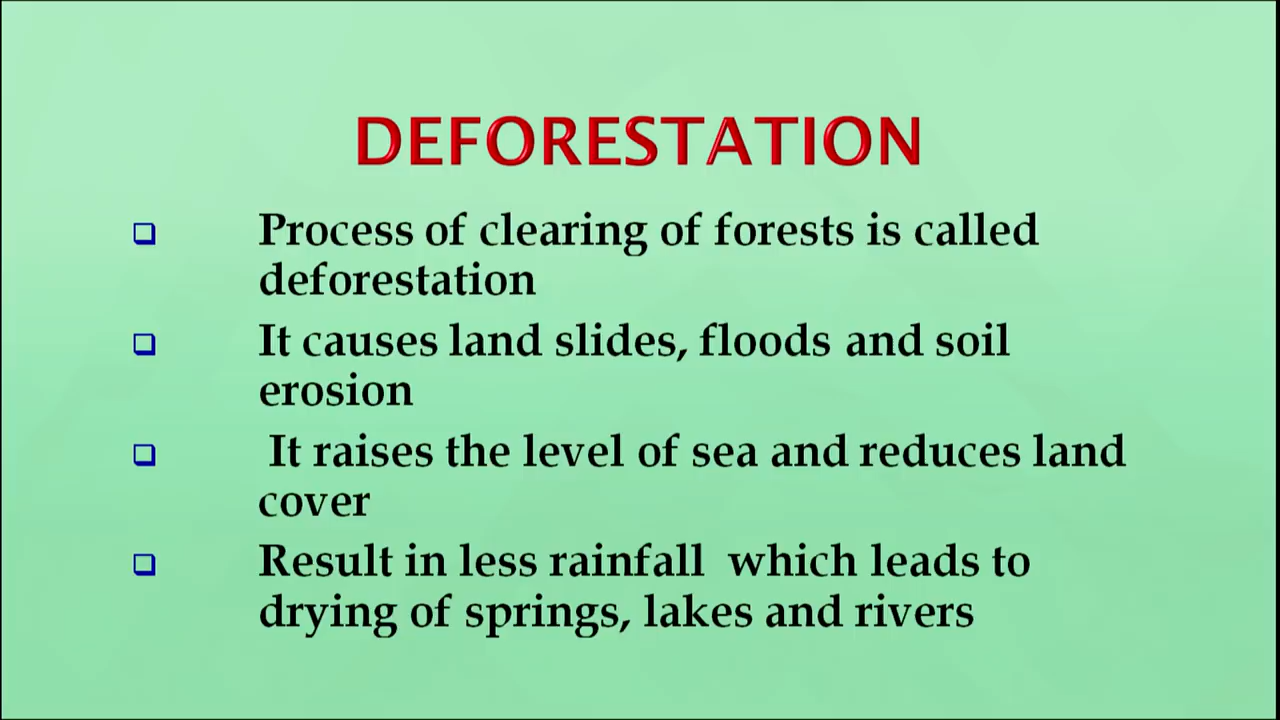 DEFORESTATION
❑ Process of clearing of forests is called
deforestation
❑ It causes land slides, floods and soil
erosion
❑ It raises the level of sea and reduces land
cover
❑ Result in less rainfall which leads to
drying of springs, lakes and rivers